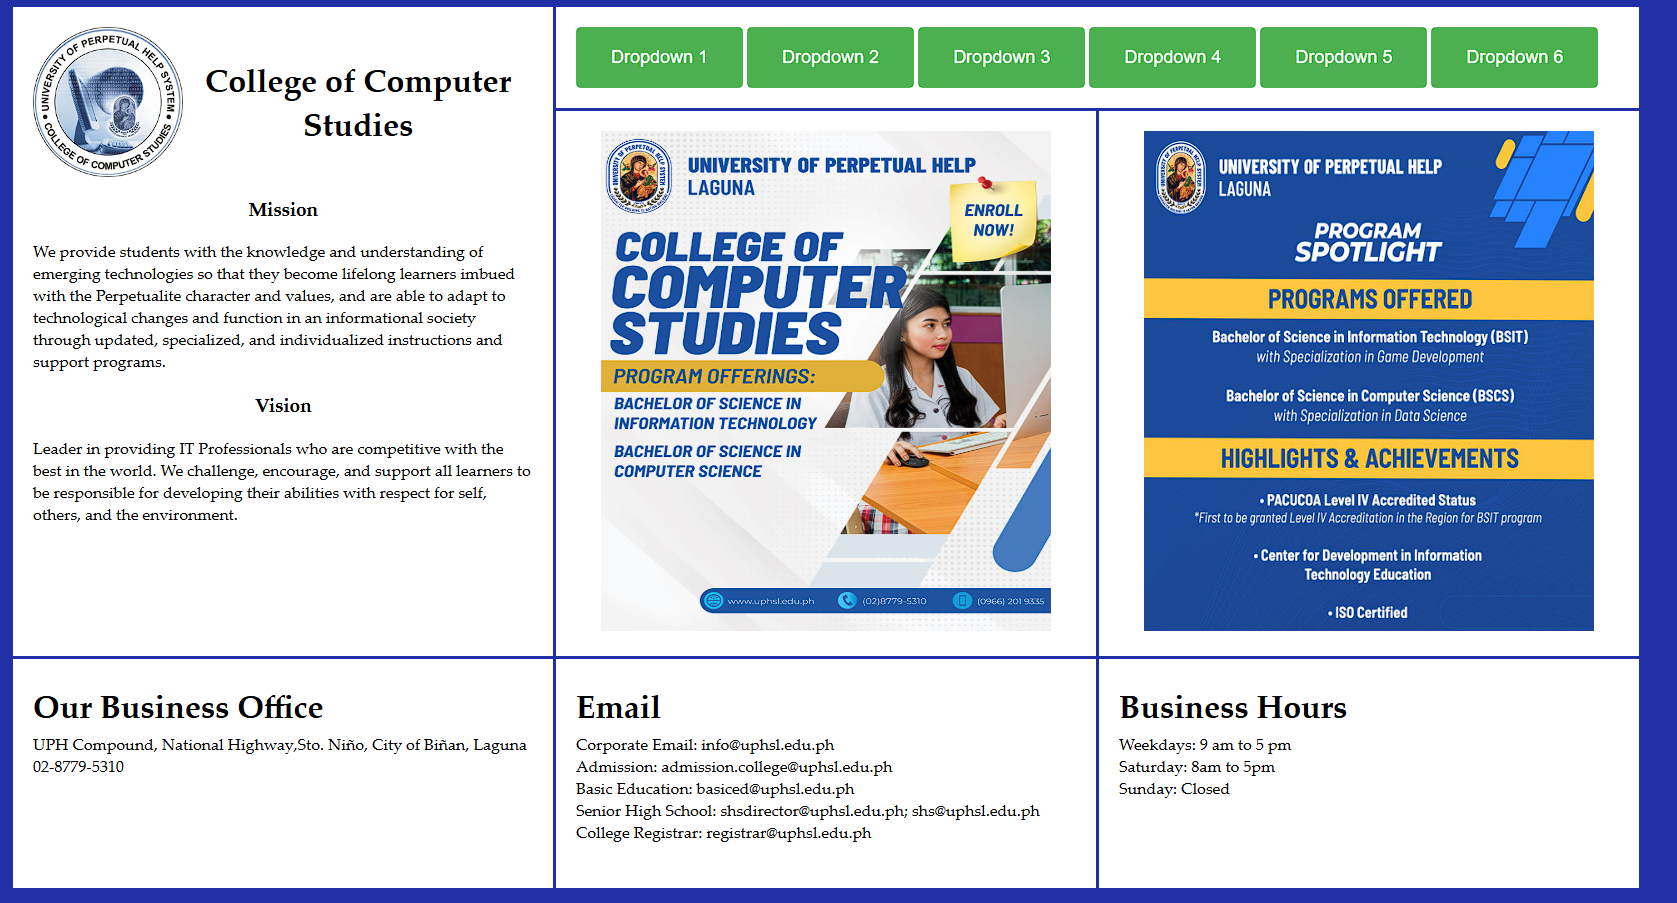 UNIVERSITY OF PERPETUAL HELP SYSTEM
COLLEGE OF COMPUTER STUDIES
College of Computer
Studies
Mission
We provide students with the knowledge and understanding of
emerging technologies so that they become lifelong learners imbued
with the Perpetualite character and values, and are able to adapt to
technological changes and function in an informational society
through updated, specialized, and individualized instructions and
support programs.
Vision
Leader in providing IT Professionals who are competitive with the
best in the world. We challenge, encourage, and support all learners to
be responsible for developing their abilities with respect for self,
others, and the environment.
Dropdown 1
Dropdown 2
Dropdown 3
Dropdown 4
Dropdown 5
Dropdown 6
UNIVERSITY OF PERPETUAL HELP
LAGUNA
ENROLL
NOW!
COLLEGE OF
COMPUTER
STUDIES
PROGRAM OFFERINGS:
BACHELOR OF SCIENCE IN
INFORMATION TECHNOLOGY
BACHELOR OF SCIENCE IN
COMPUTER SCIENCE
www.uphsl.edu.ph
(02)8779-5310
(0966) 201 9335
UNIVERSITY OF PERPETUAL HELP
LAGUNA
PROGRAM
SPOTLIGHT
PROGRAMS OFFERED
Bachelor of Science in Information Technology (BSIT)
with Specialization in Game Development
Bachelor of Science in Computer Science (BSCS)
with Specialization in Data Science
HIGHLIGHTS & ACHIEVEMENTS
• PACUCOA Level IV Accredited Status
*First to be granted Level IV Accreditation in the Region for BSIT program
• Center for Development in Information
Technology Education
• ISO Certified
Our Business Office
UPH Compound, National Highway,Sto. Niño, City of Biñan, Laguna
02-8779-5310
Email
Corporate Email: info@uphsl.edu.ph
Admission: admission.college@uphsl.edu.ph
Basic Education: basiced@uphsl.edu.ph
Senior High School: shsdirector@uphsl.edu.ph; shs@uphsl.edu.ph
College Registrar: registrar@uphsl.edu.ph
Business Hours
Weekdays: 9 am to 5 pm
Saturday: 8am to 5pm
Sunday: Closed